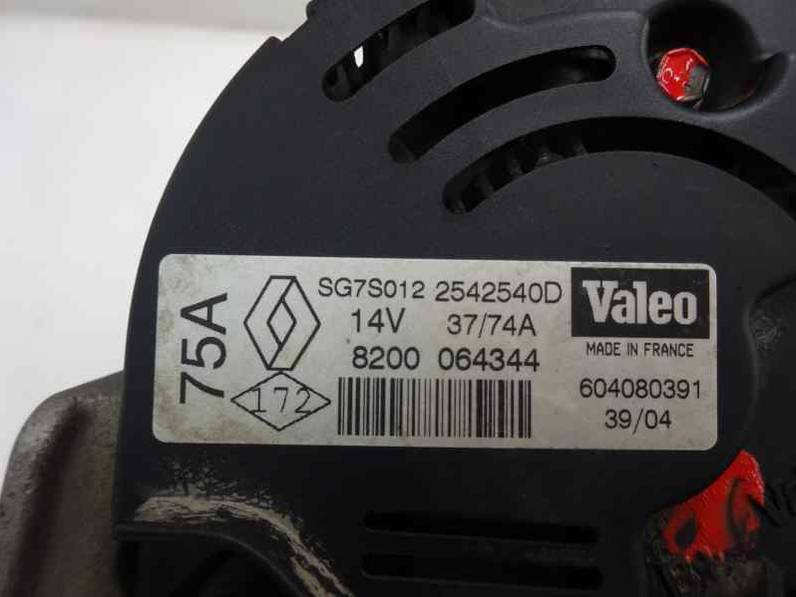 75A
SG7S012 2542540D
14V 37/74A
8200 064344
172
Valeo
MADE IN FRANCE
604080391
39/04